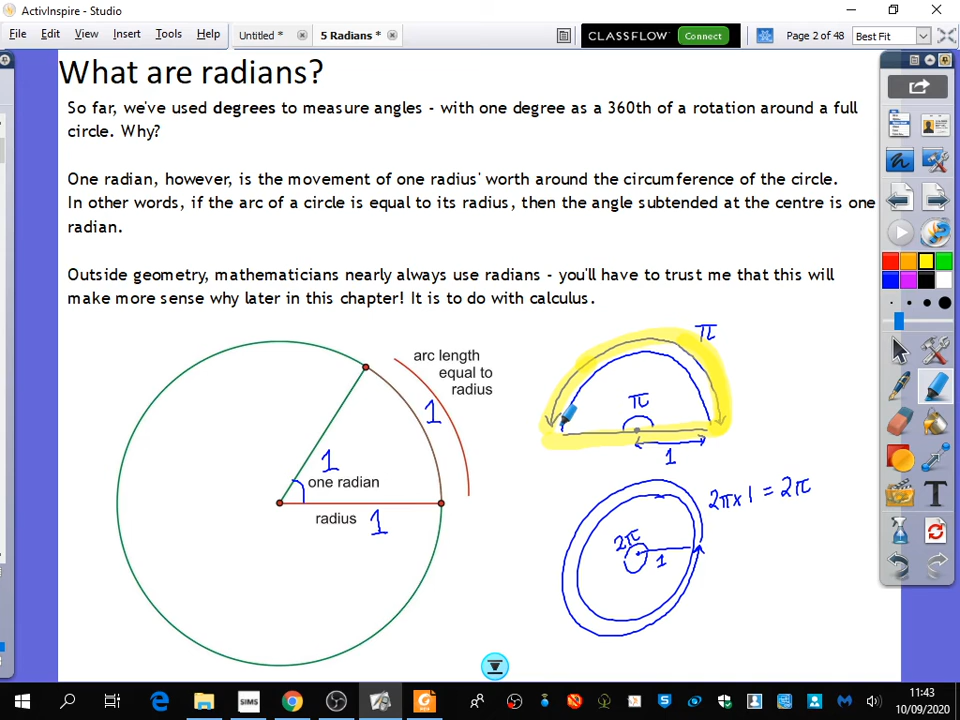 ActivInspire - Studio
File Edit View Insert Tools Help Untitled * 5 Radians * CLASSFLOW Connect Page 2 of 48 Best Fit
What are radians?
So far, we've used degrees to measure angles - with one degree as a 360th of a rotation around a full
circle. Why?
One radian, however, is the movement of one radius' worth around the circumference of the circle.
In other words, if the arc of a circle is equal to its radius, then the angle subtended at the centre is one
radian.
Outside geometry, mathematicians nearly always use radians - you'll have to trust me that this will
make more sense why later in this chapter! It is to do with calculus.
arc length
equal to
radius
1
1
one radian
radius 1
π
π
1
2π×1 = 2π
2π
1
SIMS
11:43
10/09/2020